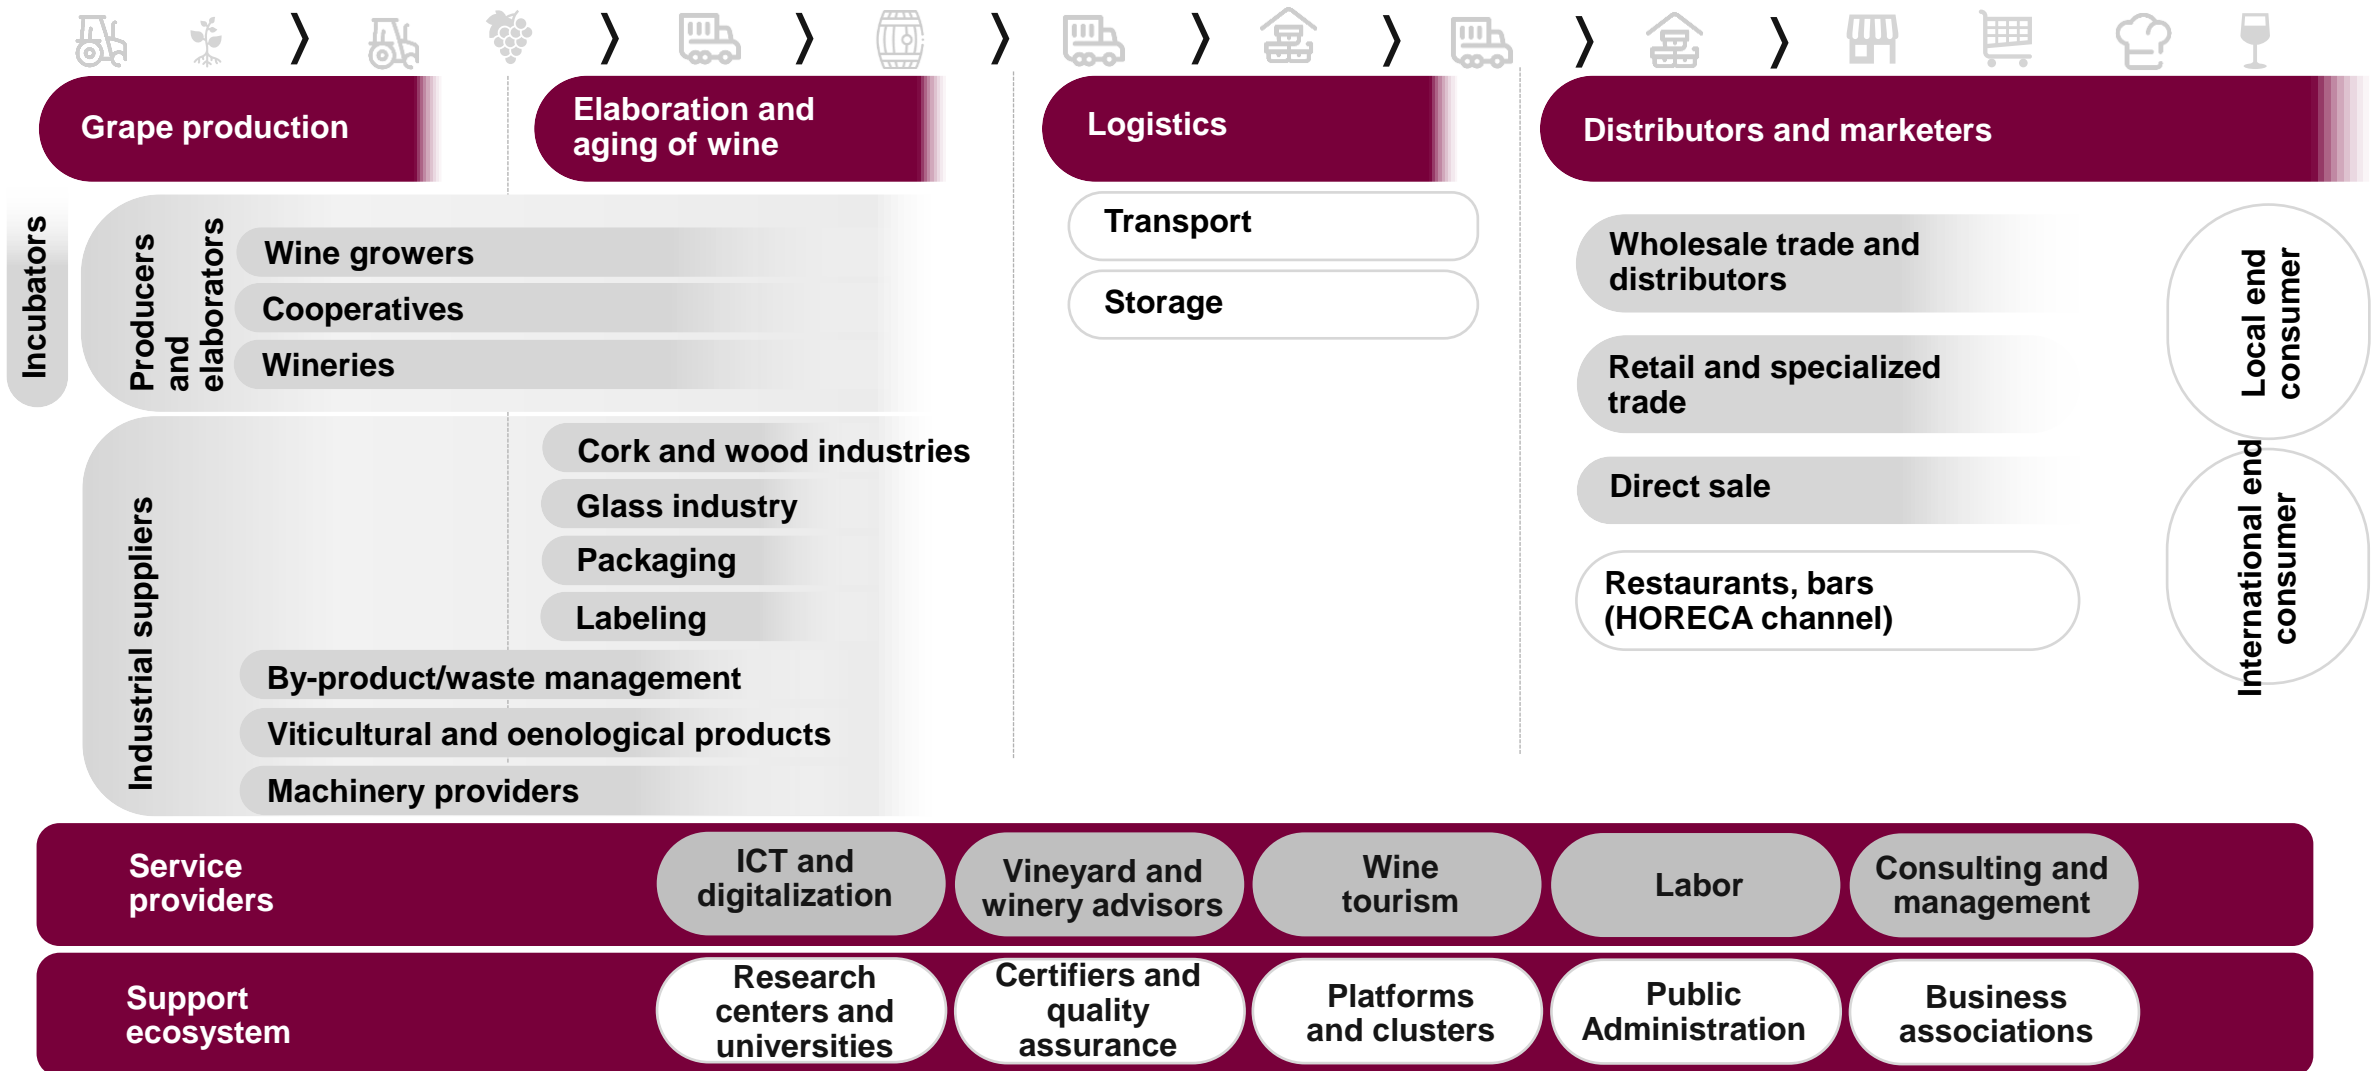 Grape production
Elaboration and
aging of wine
Logistics
Distributors and marketers
Incubators
Producers
and
elaborators
Wine growers
Cooperatives
Wineries
Transport
Storage
Wholesale trade and
distributors
Retail and specialized
trade
Direct sale
Restaurants, bars
(HORECA channel)
Local end
consumer
International end
consumer
Industrial suppliers
Cork and wood industries
Glass industry
Packaging
Labeling
By-product/waste management
Viticultural and oenological products
Machinery providers
Service
providers
ICT and
digitalization
Vineyard and
winery advisors
Wine
tourism
Labor
Consulting and
management
Support
ecosystem
Research
centers and
universities
Certifiers and
quality
assurance
Platforms
and clusters
Public
Administration
Business
associations